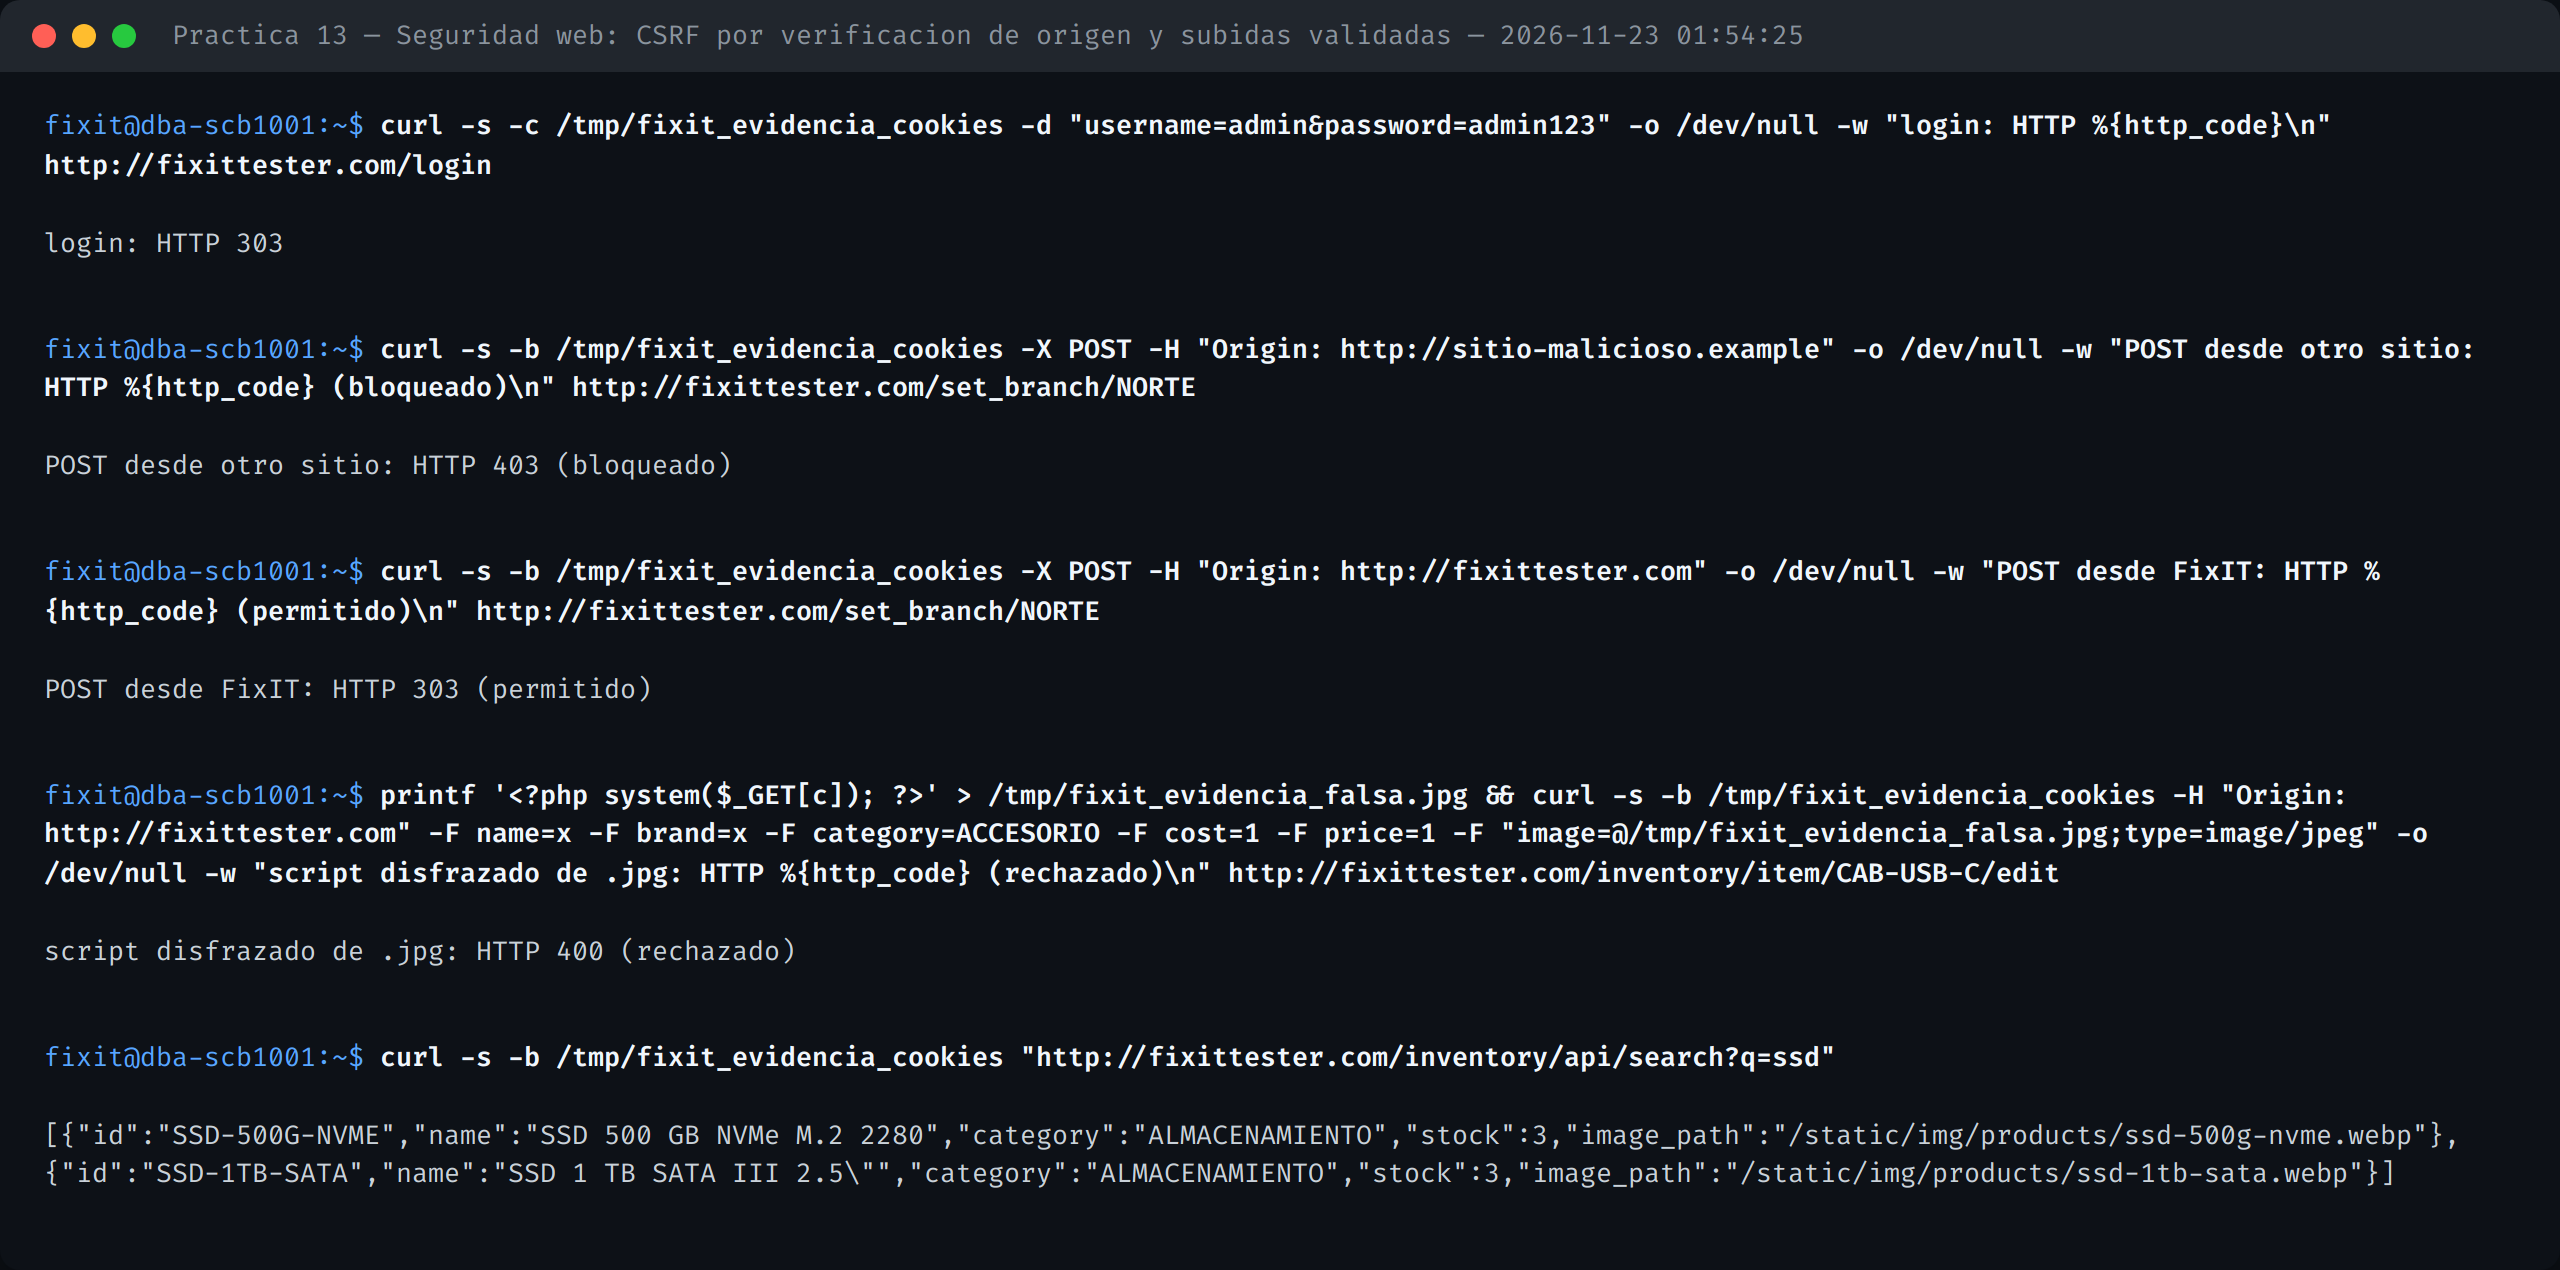 Practica 13 — Seguridad web: CSRF por verificacion de origen y subidas validadas — 2026-11-23 01:54:25
fixit@dba-scb1001:~$ curl -s -c /tmp/fixit_evidencia_cookies -d "username=admin&password=admin123" -o /dev/null -w "login: HTTP %{http_code}\n"
http://fixittester.com/login
login: HTTP 303
fixit@dba-scb1001:~$ curl -s -b /tmp/fixit_evidencia_cookies -X POST -H "Origin: http://sitio-malicioso.example" -o /dev/null -w "POST desde otro sitio:
HTTP %{http_code} (bloqueado)\n" http://fixittester.com/set_branch/NORTE
POST desde otro sitio: HTTP 403 (bloqueado)
fixit@dba-scb1001:~$ curl -s -b /tmp/fixit_evidencia_cookies -X POST -H "Origin: http://fixittester.com" -o /dev/null -w "POST desde FixIT: HTTP %
{http_code} (permitido)\n" http://fixittester.com/set_branch/NORTE
POST desde FixIT: HTTP 303 (permitido)
fixit@dba-scb1001:~$ printf '<?php system($_GET[c]); ?>' > /tmp/fixit_evidencia_falsa.jpg && curl -s -b /tmp/fixit_evidencia_cookies -H "Origin:
http://fixittester.com" -F name=x -F brand=x -F category=ACCESORIO -F cost=1 -F price=1 -F "image=@/tmp/fixit_evidencia_falsa.jpg;type=image/jpeg" -o
/dev/null -w "script disfrazado de .jpg: HTTP %{http_code} (rechazado)\n" http://fixittester.com/inventory/item/CAB-USB-C/edit
script disfrazado de .jpg: HTTP 400 (rechazado)
fixit@dba-scb1001:~$ curl -s -b /tmp/fixit_evidencia_cookies "http://fixittester.com/inventory/api/search?q=ssd"
[{"id":"SSD-500G-NVME","name":"SSD 500 GB NVMe M.2 2280","category":"ALMACENAMIENTO","stock":3,"image_path":"/static/img/products/ssd-500g-nvme.webp"},
{"id":"SSD-1TB-SATA","name":"SSD 1 TB SATA III 2.5\"","category":"ALMACENAMIENTO","stock":3,"image_path":"/static/img/products/ssd-1tb-sata.webp"}]